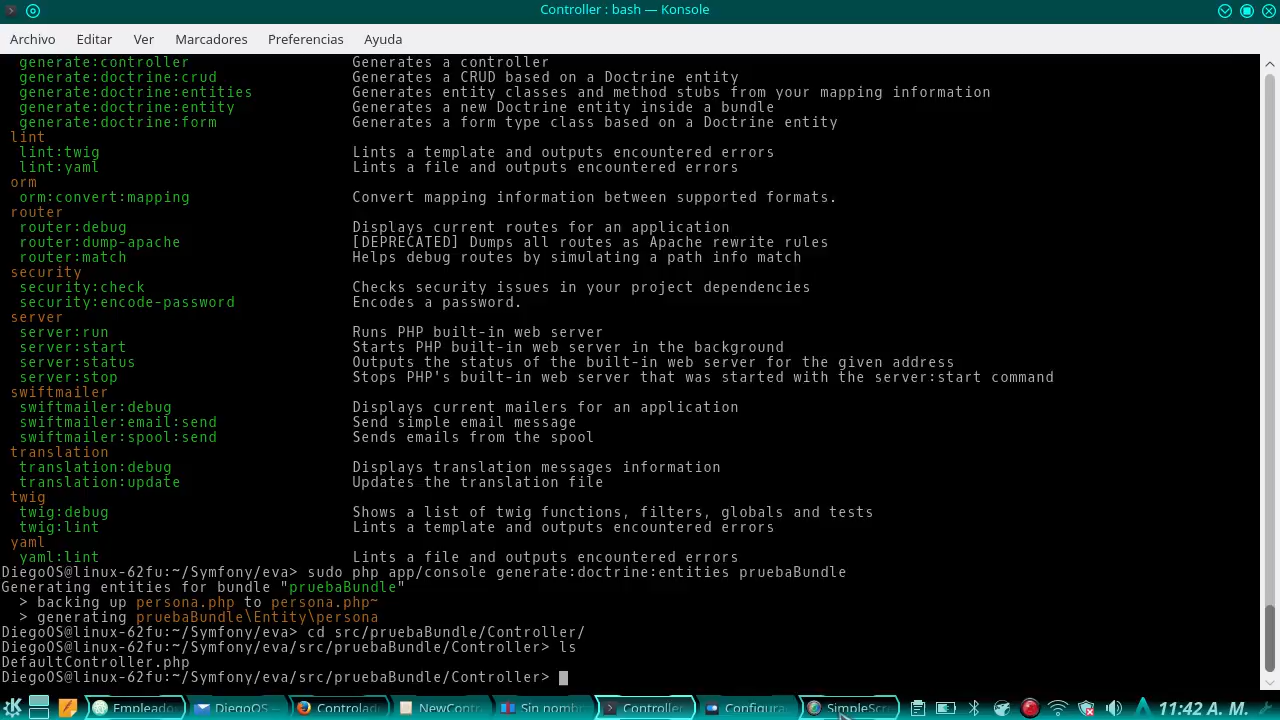 Controller : bash — Konsole
Archivo Editar Ver Marcadores Preferencias Ayuda
generate:controller Generates a controller
generate:doctrine:crud Generates a CRUD based on a Doctrine entity
generate:doctrine:entities Generates entity classes and method stubs from your mapping information
generate:doctrine:entity Generates a new Doctrine entity inside a bundle
generate:doctrine:form Generates a form type class based on a Doctrine entity
lint
lint:twig Lints a template and outputs encountered errors
lint:yaml Lints a file and outputs encountered errors
orm
orm:convert:mapping Convert mapping information between supported formats.
router
router:debug Displays current routes for an application
router:dump-apache [DEPRECATED] Dumps all routes as Apache rewrite rules
router:match Helps debug routes by simulating a path info match
security
security:check Checks security issues in your project dependencies
security:encode-password Encodes a password.
server
server:run Runs PHP built-in web server
server:start Starts PHP built-in web server in the background
server:status Outputs the status of the built-in web server for the given address
server:stop Stops PHP's built-in web server that was started with the server:start command
swiftmailer
swiftmailer:debug Displays current mailers for an application
swiftmailer:email:send Send simple email message
swiftmailer:spool:send Sends emails from the spool
translation
translation:debug Displays translation messages information
translation:update Updates the translation file
twig
twig:debug Shows a list of twig functions, filters, globals and tests
twig:lint Lints a template and outputs encountered errors
yaml
yaml:lint Lints a file and outputs encountered errors
DiegoOS@linux-62fu:~/Symfony/eva> sudo php app/console generate:doctrine:entities pruebaBundle
Generating entities for bundle "pruebaBundle"
> backing up persona.php to persona.php~
> generating pruebaBundle\Entity\persona
DiegoOS@linux-62fu:~/Symfony/eva> cd src/pruebaBundle/Controller/
DiegoOS@linux-62fu:~/Symfony/eva/src/pruebaBundle/Controller> ls
DefaultController.php
DiegoOS@linux-62fu:~/Symfony/eva/src/pruebaBundle/Controller>
Empleado DiegoOS — Controlad NewContr Sin nomb Controller Configura SimpleScr 11:42 A. M.